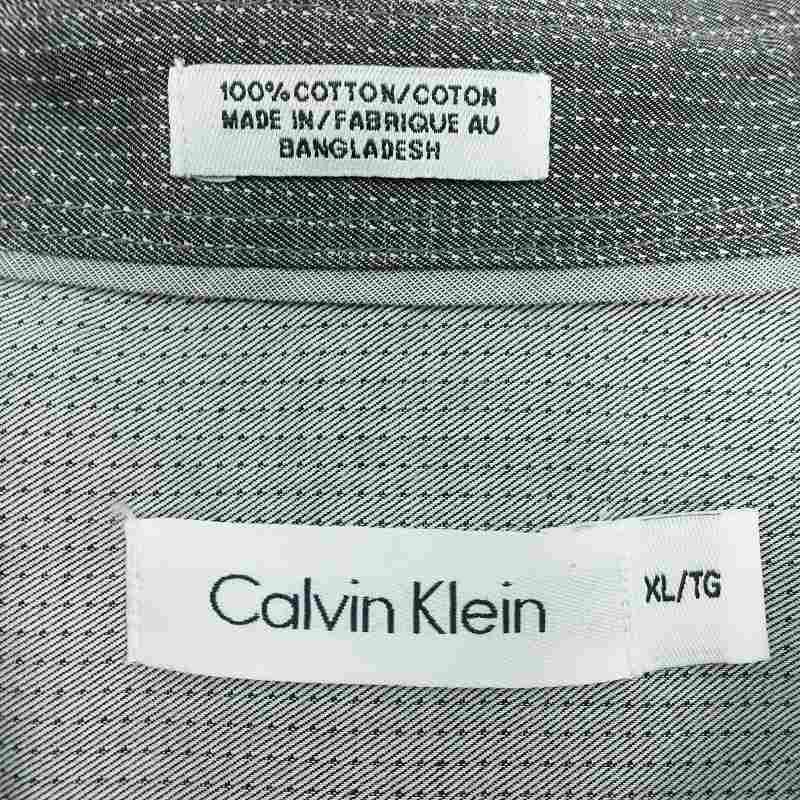 100% COTTON/COTON
MADE IN/FABRIQUE AU
BANGLADESH
Calvin Klein
XL/TG